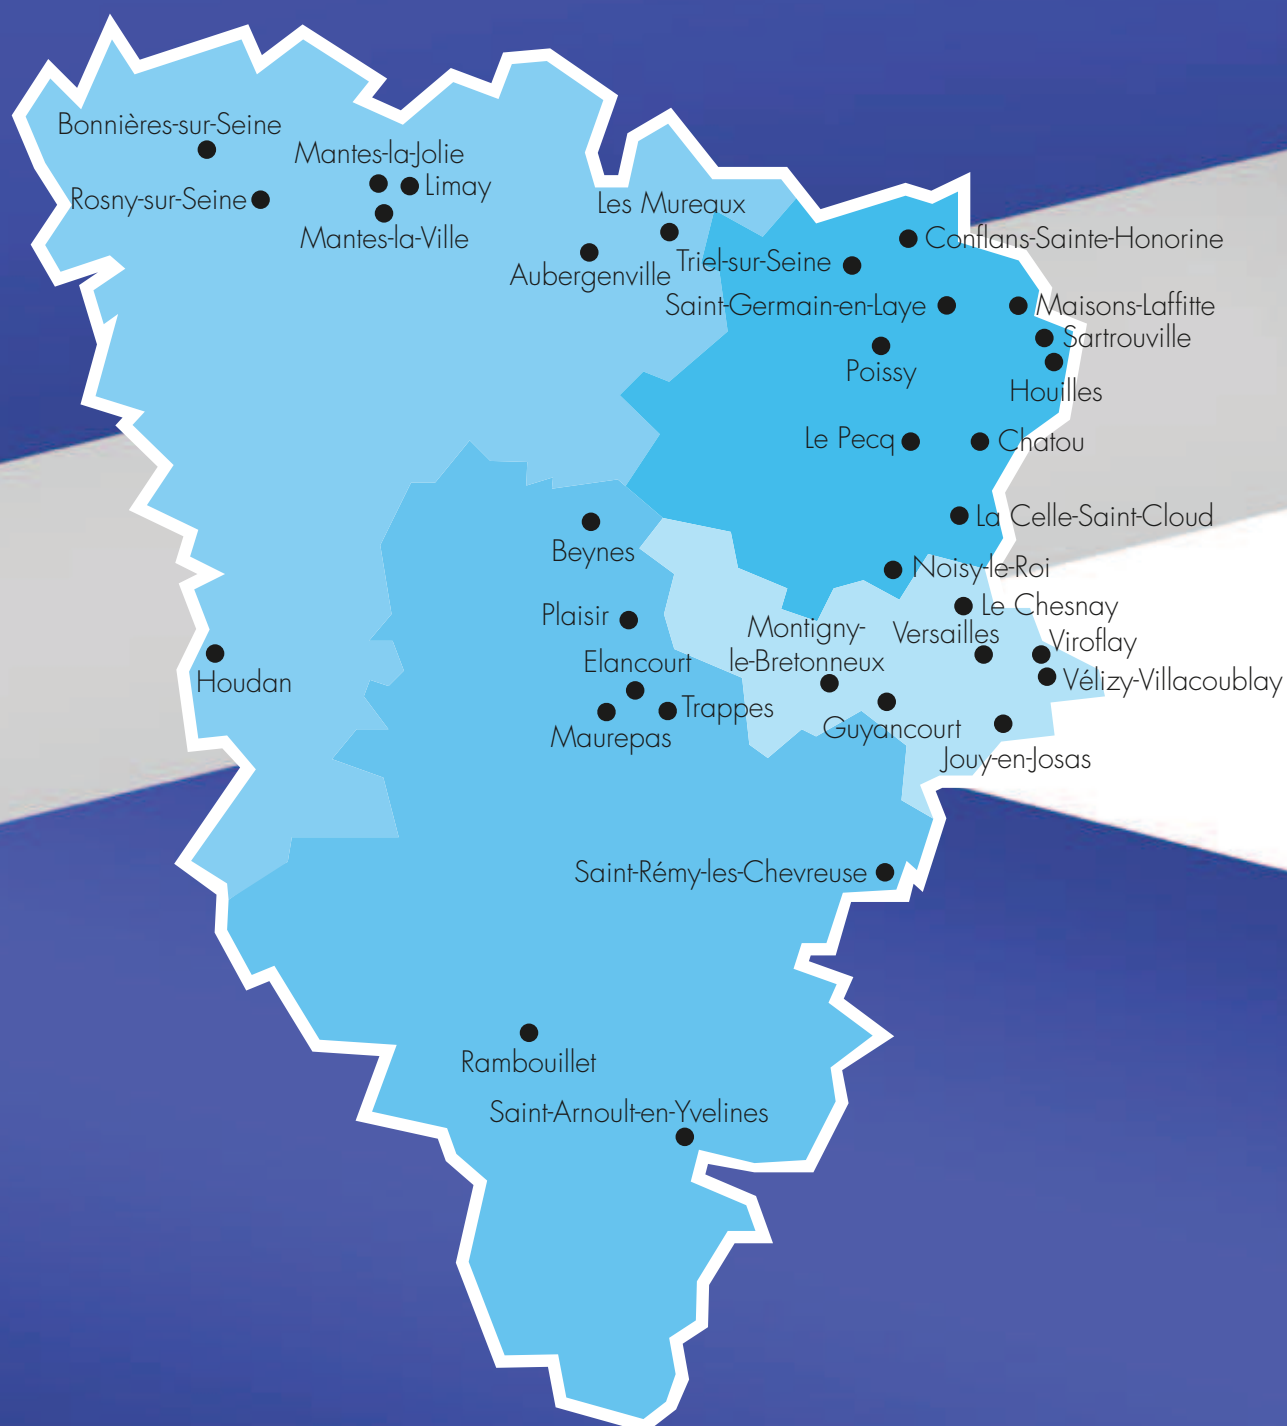 Bonnières-sur-Seine
Mantes-la-Jolie
Limay
Rosny-sur-Seine
Mantes-la-Ville
Les Mureaux
Aubergenville
Triel-sur-Seine
Conflans-Sainte-Honorine
Saint-Germain-en-Laye
Maisons-Laffitte
Sartrouville
Poissy
Houilles
Le Pecq
Chatou
La Celle-Saint-Cloud
Beynes
Noisy-le-Roi
Plaisir
Le Chesnay
Montigny-
le-Bretonneux
Versailles
Viroflay
Elancourt
Vélizy-Villacoublay
Houdan
Trappes
Maurepas
Guyancourt
Jouy-en-Josas
Saint-Rémy-les-Chevreuse
Rambouillet
Saint-Arnoult-en-Yvelines